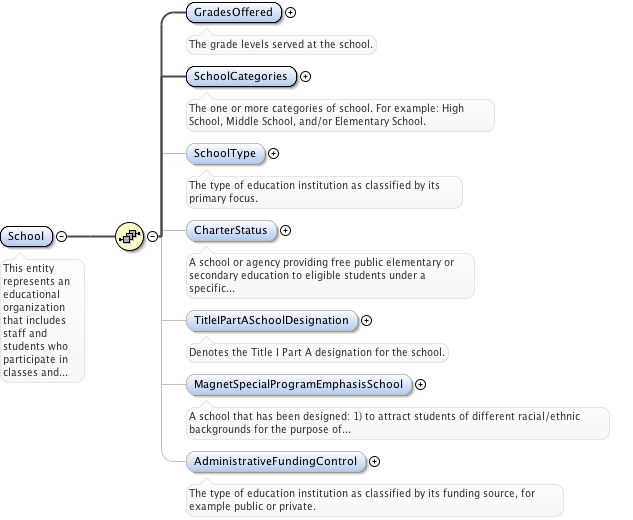 GradesOffered
The grade levels served at the school.
SchoolCategories
The one or more categories of school. For example: High
School, Middle School, and/or Elementary School.
SchoolType
The type of education institution as classified by its
primary focus.
School
This entity
represents an
educational
organization
that includes
staff and
students who
participate in
classes and...
CharterStatus
A school or agency providing free public elementary or
secondary education to eligible students under a
specific...
TitleIPartASchoolDesignation
Denotes the Title I Part A designation for the school.
MagnetSpecialProgramEmphasisSchool
A school that has been designed: 1) to attract students of different racial/ethnic
backgrounds for the purpose of...
AdministrativeFundingControl
The type of education institution as classified by its funding source, for
example public or private.